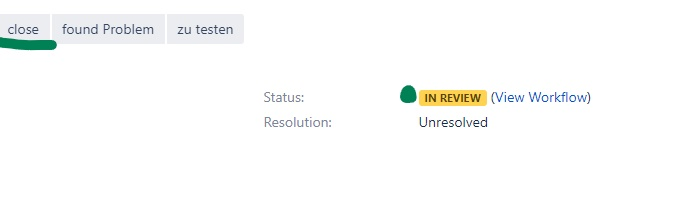 close found Problem zu testen
Status: IN REVIEW (View Workflow)
Resolution: Unresolved